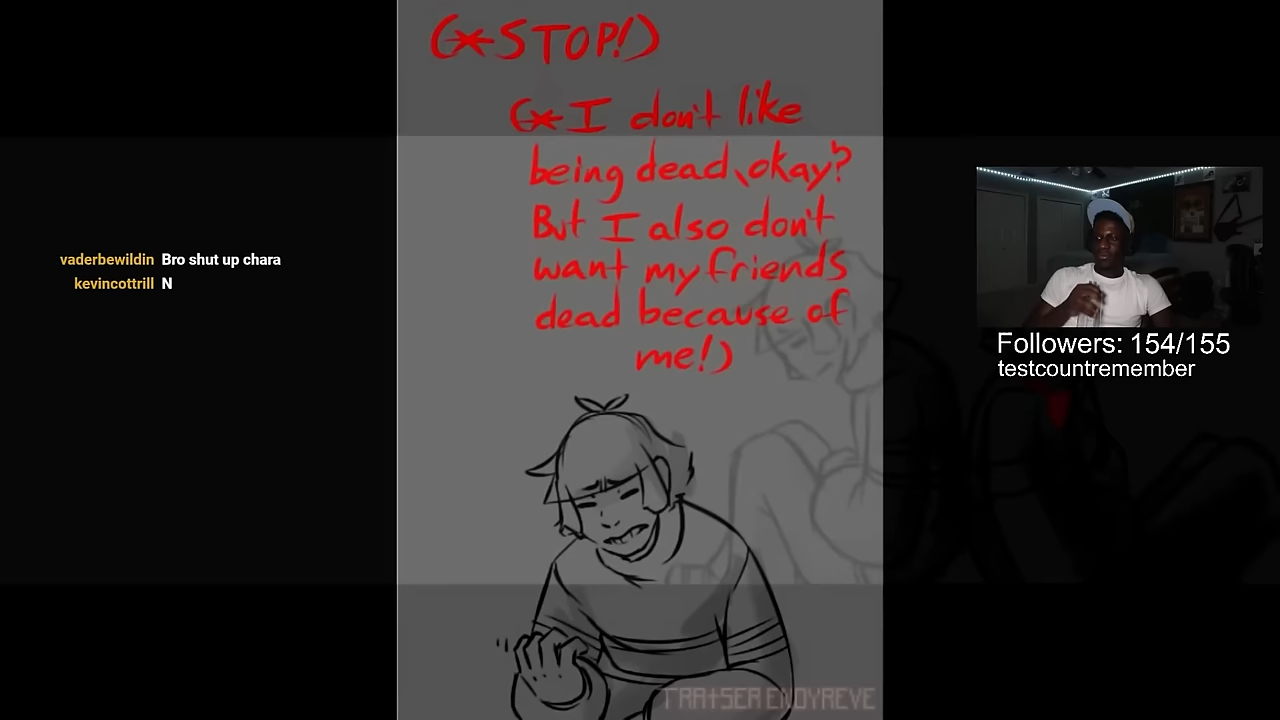 (*STOP!)
(*I don't like
being dead, okay?
But I also don't
want my friends
dead because of
me!)
vaderbewildin Bro shut up chara
kevincottrill N
Followers: 154/155
testcountremember